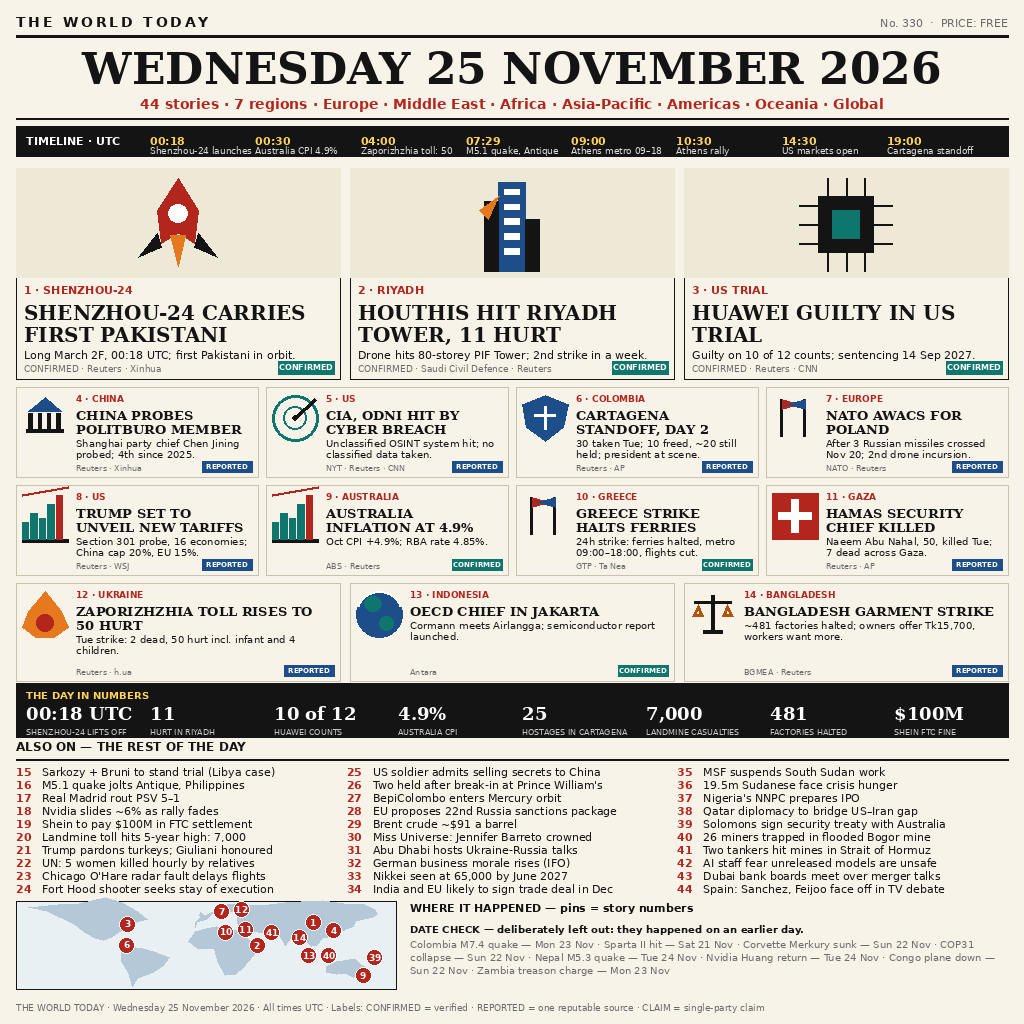 THE WORLD TODAY
No. 330 · PRICE: FREE
WEDNESDAY 25 NOVEMBER 2026
44 stories · 7 regions · Europe · Middle East · Africa · Asia-Pacific · Americas · Oceania · Global
TIMELINE · UTC
00:18
Shenzhou-24 launches
00:30
Australia CPI 4.9%
04:00
Zaporizhzhia toll: 50
07:29
M5.1 quake, Antique
09:00
Athens metro 09–18
10:30
Athens rally
14:30
US markets open
19:00
Cartagena standoff
1 · SHENZHOU-24
SHENZHOU-24 CARRIES
FIRST PAKISTANI
Long March 2F, 00:18 UTC; first Pakistani in orbit.
CONFIRMED · Reuters · Xinhua
CONFIRMED
2 · RIYADH
HOUTHIS HIT RIYADH
TOWER, 11 HURT
Drone hits 80-storey PIF Tower; 2nd strike in a week.
CONFIRMED · Saudi Civil Defence · Reuters
CONFIRMED
3 · US TRIAL
HUAWEI GUILTY IN US
TRIAL
Guilty on 10 of 12 counts; sentencing 14 Sep 2027.
CONFIRMED · Reuters · CNN
CONFIRMED
4 · CHINA
CHINA PROBES
POLITBURO MEMBER
Shanghai party chief Chen Jining
probed; 4th since 2025.
Reuters · Xinhua
REPORTED
5 · US
CIA, ODNI HIT BY
CYBER BREACH
Unclassified OSINT system hit; no
classified data taken.
NYT · Reuters · CNN
REPORTED
6 · COLOMBIA
CARTAGENA
STANDOFF, DAY 2
30 taken Tue; 10 freed, ~20 still
held; president at scene.
Reuters · AP
REPORTED
7 · EUROPE
NATO AWACS FOR
POLAND
After 3 Russian missiles crossed
Nov 20; 2nd drone incursion.
NATO · Reuters
REPORTED
8 · US
TRUMP SET TO
UNVEIL NEW TARIFFS
Section 301 probe, 16 economies;
China cap 20%, EU 15%.
Reuters · WSJ
REPORTED
9 · AUSTRALIA
AUSTRALIA
INFLATION AT 4.9%
Oct CPI +4.9%; RBA rate 4.85%.
ABS · Reuters
CONFIRMED
10 · GREECE
GREECE STRIKE
HALTS FERRIES
24h strike: ferries halted, metro
09:00–18:00, flights cut.
GTP · Ta Nea
CONFIRMED
11 · GAZA
HAMAS SECURITY
CHIEF KILLED
Naeem Abu Nahal, 50, killed Tue;
7 dead across Gaza.
Reuters · AP
REPORTED
12 · UKRAINE
ZAPORIZHZHIA TOLL RISES TO
50 HURT
Tue strike: 2 dead, 50 hurt incl. infant and 4
children.
Reuters · h.ua
REPORTED
13 · INDONESIA
OECD CHIEF IN JAKARTA
Cormann meets Airlangga; semiconductor report
launched.
Antara
CONFIRMED
14 · BANGLADESH
BANGLADESH GARMENT STRIKE
~481 factories halted; owners offer Tk15,700,
workers want more.
BGMEA · Reuters
REPORTED
THE DAY IN NUMBERS
00:18 UTC
SHENZHOU-24 LIFTS OFF
11
HURT IN RIYADH
10 of 12
HUAWEI COUNTS
4.9%
AUSTRALIA CPI
25
HOSTAGES IN CARTAGENA
7,000
LANDMINE CASUALTIES
481
FACTORIES HALTED
$100M
SHEIN FTC FINE
ALSO ON — THE REST OF THE DAY
15 Sarkozy + Bruni to stand trial (Libya case)
16 M5.1 quake jolts Antique, Philippines
17 Real Madrid rout PSV 5–1
18 Nvidia slides ~6% as rally fades
19 Shein to pay $100M in FTC settlement
20 Landmine toll hits 5-year high: 7,000
21 Trump pardons turkeys; Giuliani honoured
22 UN: 5 women killed hourly by relatives
23 Chicago O'Hare radar fault delays flights
24 Fort Hood shooter seeks stay of execution
25 US soldier admits selling secrets to China
26 Two held after break-in at Prince William's
27 BepiColombo enters Mercury orbit
28 EU proposes 22nd Russia sanctions package
29 Brent crude ~$91 a barrel
30 Miss Universe: Jennifer Barreto crowned
31 Abu Dhabi hosts Ukraine-Russia talks
32 German business morale rises (IFO)
33 Nikkei seen at 65,000 by June 2027
34 India and EU likely to sign trade deal in Dec
35 MSF suspends South Sudan work
36 19.5m Sudanese face crisis hunger
37 Nigeria's NNPC prepares IPO
38 Qatar diplomacy to bridge US–Iran gap
39 Solomons sign security treaty with Australia
40 26 miners trapped in flooded Bogor mine
41 Two tankers hit mines in Strait of Hormuz
42 AI staff fear unreleased models are unsafe
43 Dubai bank boards meet over merger talks
44 Spain: Sanchez, Feijoo face off in TV debate
3
6
7
12
10
11
2
41
14
1
4
13
40
39
9
WHERE IT HAPPENED — pins = story numbers
DATE CHECK — deliberately left out: they happened on an earlier day.
Colombia M7.4 quake — Mon 23 Nov · Sparta II hit — Sat 21 Nov · Corvette Merkury sunk — Sun 22 Nov · COP31
collapse — Sun 22 Nov · Nepal M5.3 quake — Tue 24 Nov · Nvidia Huang return — Tue 24 Nov · Congo plane down —
Sun 22 Nov · Zambia treason charge — Mon 23 Nov
THE WORLD TODAY · Wednesday 25 November 2026 · All times UTC · Labels: CONFIRMED = verified · REPORTED = one reputable source · CLAIM = single-party claim